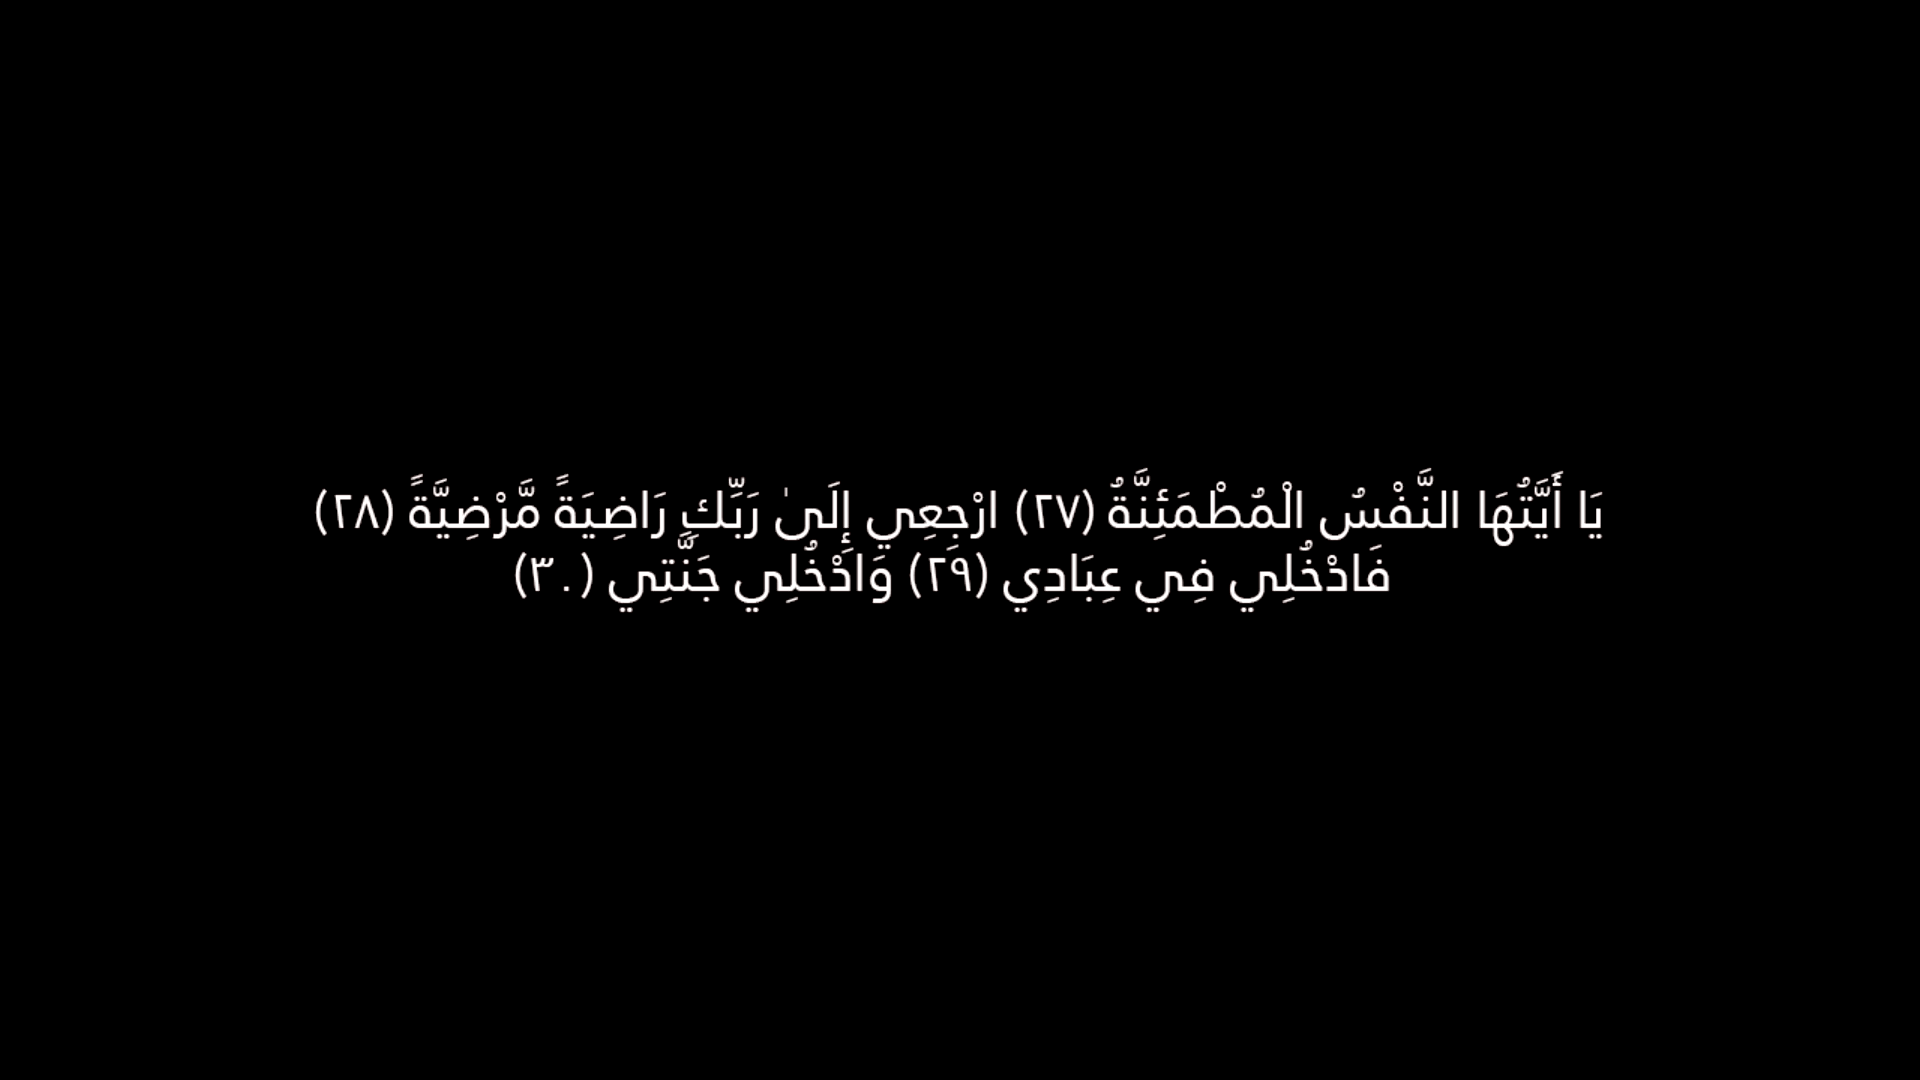 يَا أَيَّتُهَا النَّفْسُ الْمُطْمَئِنَّةُ (٢٧) ارْجِعِي إِلَىٰ رَبِّكِ رَاضِيَةً مَّرْضِيَّةً (٢٨)
فَادْخُلِي فِي عِبَادِي (٢٩) وَادْخُلِي جَنَّتِي (٣٠)